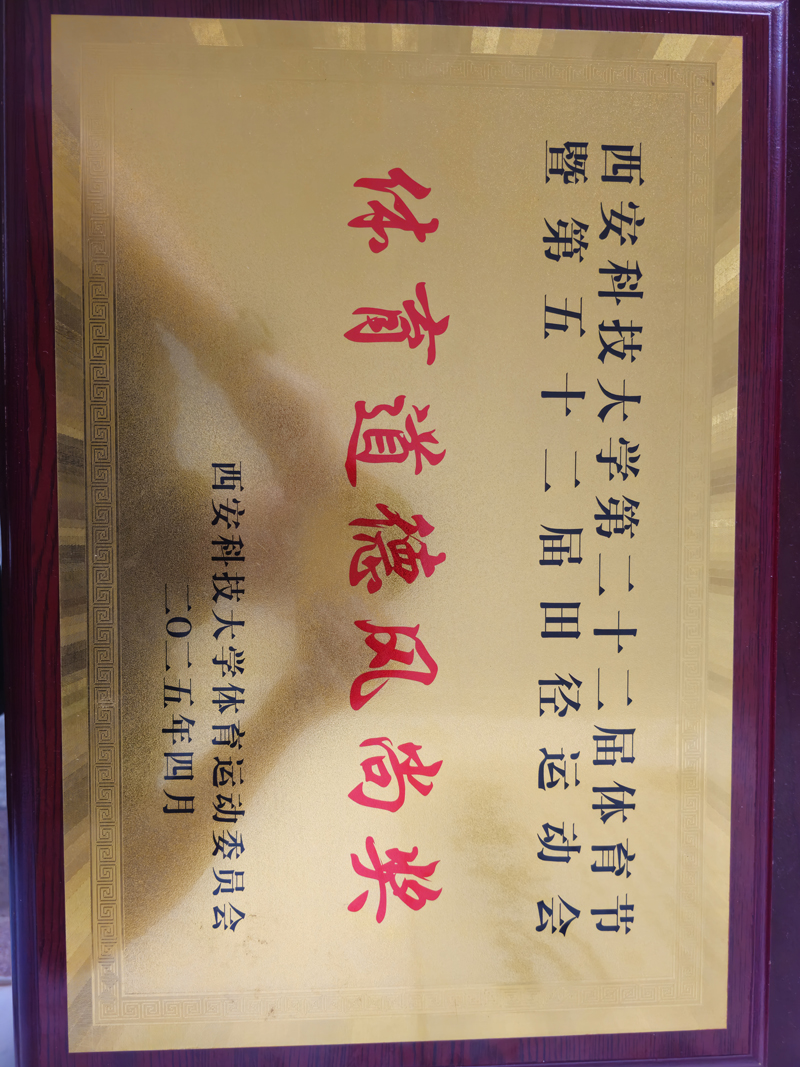 西安科技大学第二十二届体育节
暨第五十二届田径运动会
体育道德风尚奖
西安科技大学体育运动委员会
二〇二五年四月